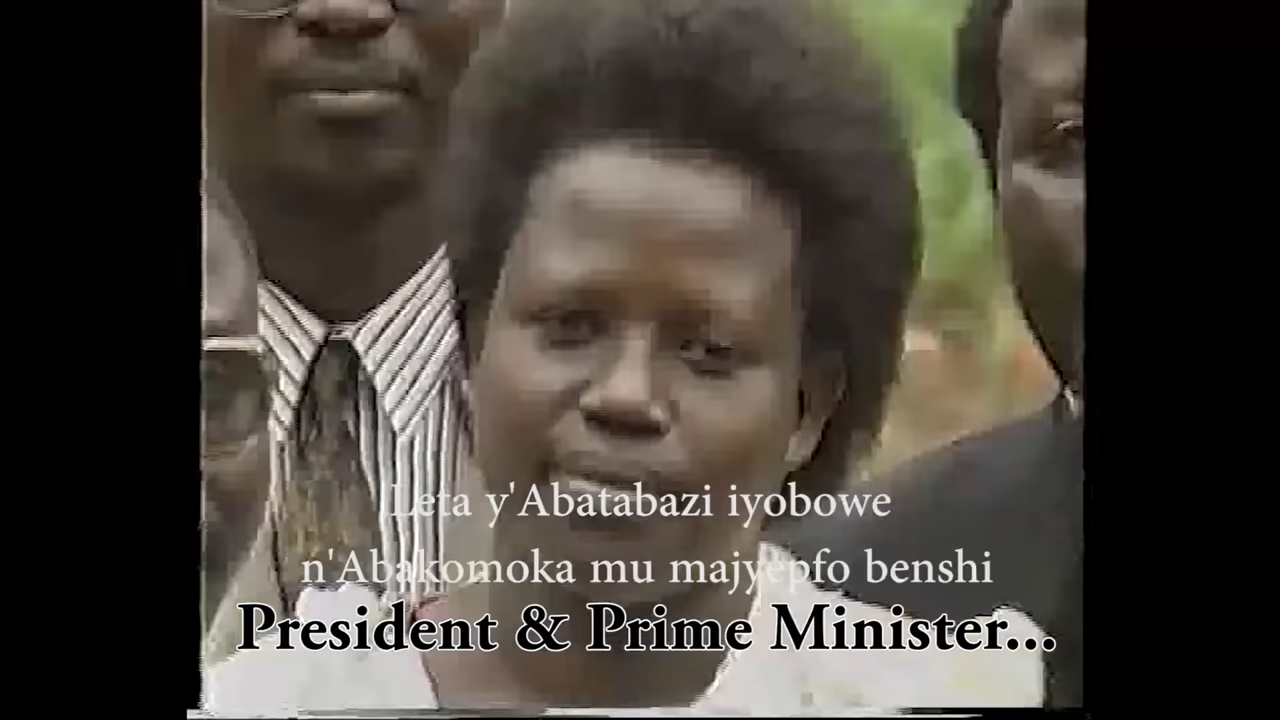 Leta y'Abatabazi iyobowe
n'Abakomoka mu majyepfo benshi
President & Prime Minister...